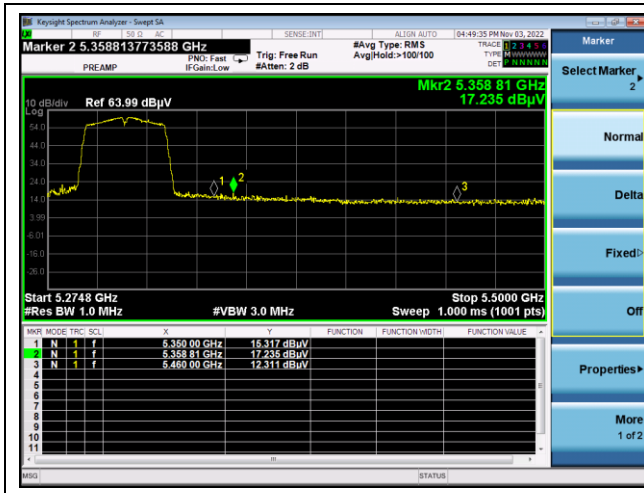 Keysight Spectrum Analyzer - Swept SA
RF 50 Ω AC SENSE:INT ALIGN AUTO 04:49:35 PM Nov 03, 2022
Marker 2 5.358813773588 GHz #Avg Type: RMS TRACE 1 2 3 4 5 6
PNO: Fast Trig: Free Run Avg|Hold:>100/100 TYPE M WWWWW
PREAMP IFGain:Low #Atten: 2 dB DET P N N N N N
Mkr2 5.358 81 GHz
10 dB/div Ref 63.99 dBµV 17.235 dBµV
Log
54.0
44.0
34.0
24.0
14.0
3.99
-6.01
-16.0
-26.0
1
2
3
Start 5.2748 GHz Stop 5.5000 GHz
#Res BW 1.0 MHz #VBW 3.0 MHz Sweep 1.000 ms (1001 pts)
MKR MODE TRC SCL X Y FUNCTION FUNCTION WIDTH FUNCTION VALUE
1 N 1 f 5.350 00 GHz 15.317 dBµV
2 N 1 f 5.358 81 GHz 17.235 dBµV
3 N 1 f 5.460 00 GHz 12.311 dBµV
4
5
6
7
8
9
10
11
MSG STATUS
Marker
Select Marker
2
Normal
Delta
Fixed
Off
Properties
More
1 of 2